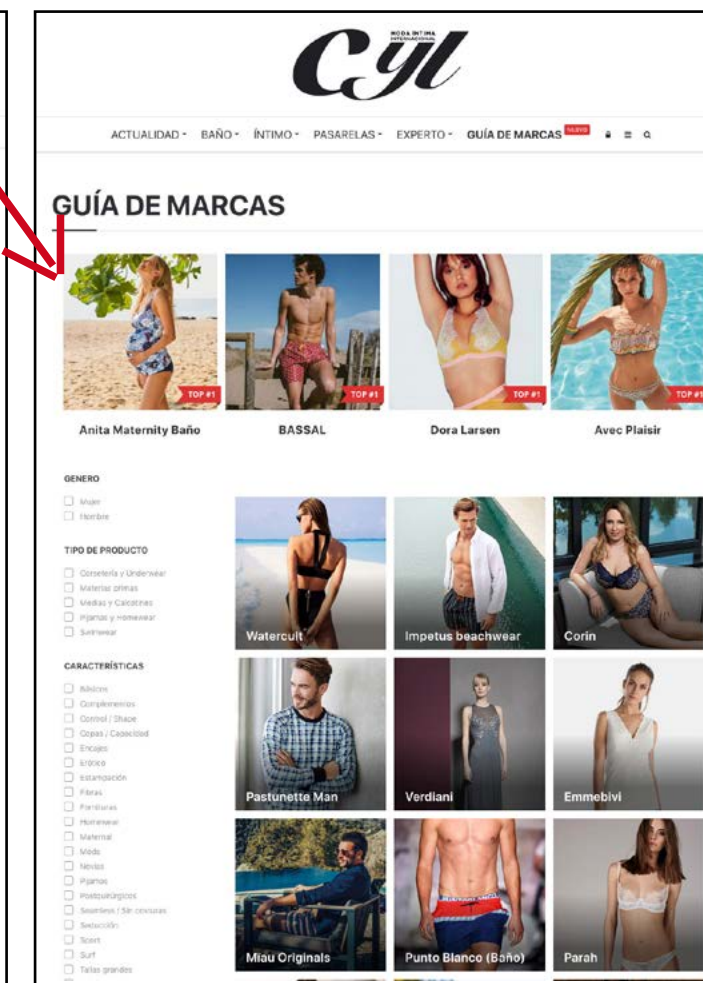 MODA ÍNTIMA
INTERNACIONAL
CyL
ACTUALIDAD BAÑO ÍNTIMO PASARELAS EXPERTO GUÍA DE MARCAS NUEVO
GUÍA DE MARCAS
TOP #1 TOP #1 TOP #1 TOP #1
Anita Maternity Baño BASSAL Dora Larsen Avec Plaisir
GENERO
Mujer
Hombre
TIPO DE PRODUCTO
Corsetería y Underwear
Materias primas
Medias y Calcetines
Pijamas y Homewear
Swimwear
Watercult Impetus beachwear Corin
CARACTERÍSTICAS
Básicos
Complementos
Control / Shape
Copas / Capacidad
Encajes
Erótico
Estampación
Fibras
Fornituras
Homewear
Maternal
Moda
Novias
Pijamas
Postquirúrgicos
Seamless / Sin costuras
Seducción
Sport
Surf
Tallas grandes
Pastunette Man Verdiani Emmebivi
Miau Originals Punto Blanco (Baño) Parah